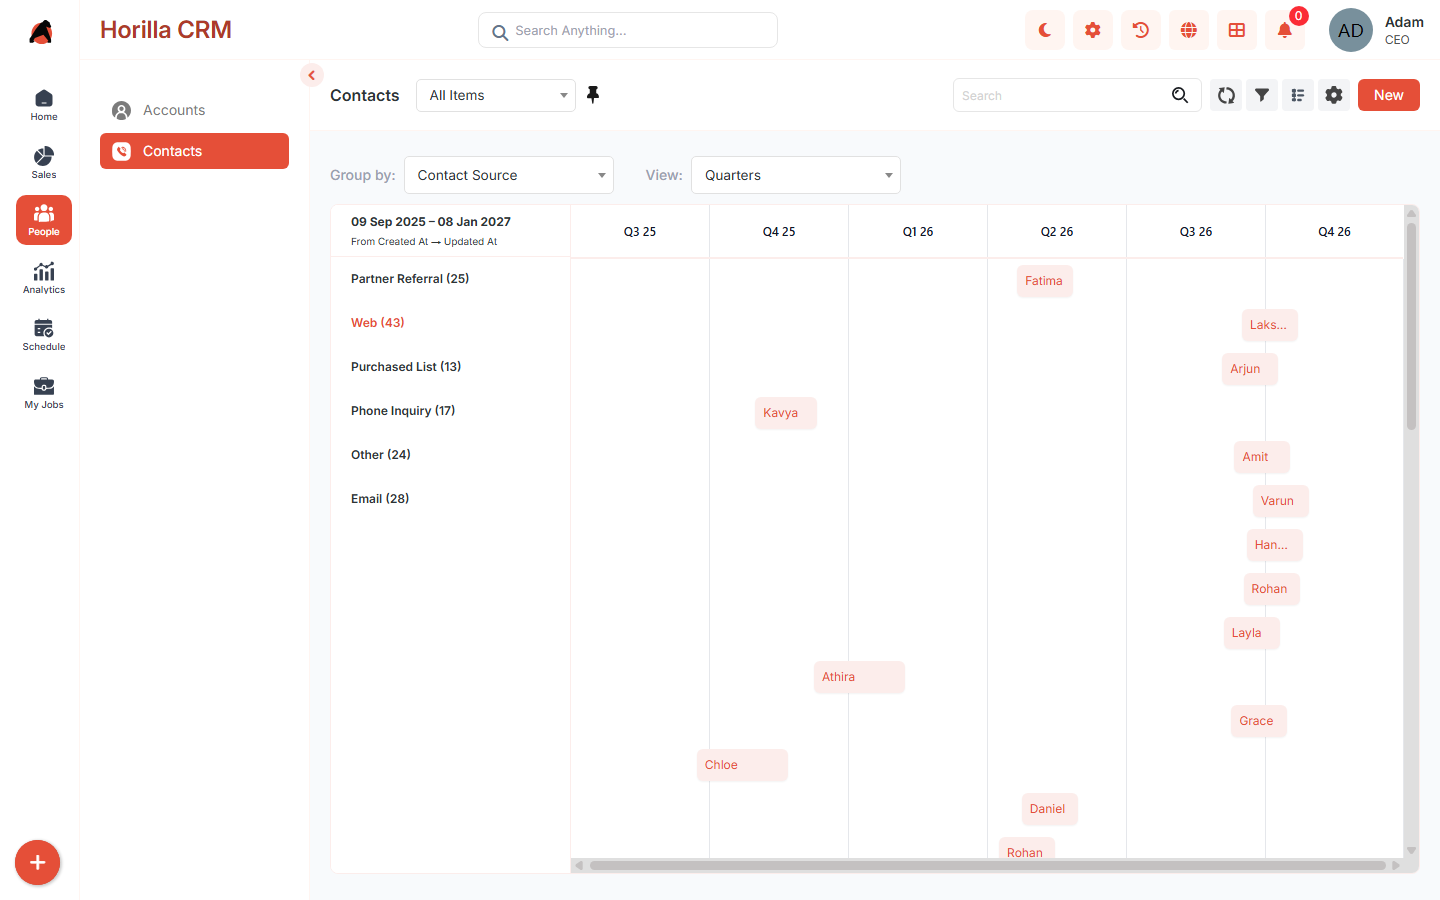 Horilla CRM
Search Anything...
0
AD
Adam
CEO
Home
Sales
People
Analytics
Schedule
My Jobs
Accounts
Contacts
Contacts
All Items
Search
New
Group by:
Contact Source
View:
Quarters
09 Sep 2025 – 08 Jan 2027
From Created At → Updated At
Q3 25
Q4 25
Q1 26
Q2 26
Q3 26
Q4 26
Partner Referral (25)
Web (43)
Purchased List (13)
Phone Inquiry (17)
Other (24)
Email (28)
Fatima
Laks...
Arjun
Kavya
Amit
Varun
Han...
Rohan
Layla
Athira
Grace
Chloe
Daniel
Rohan